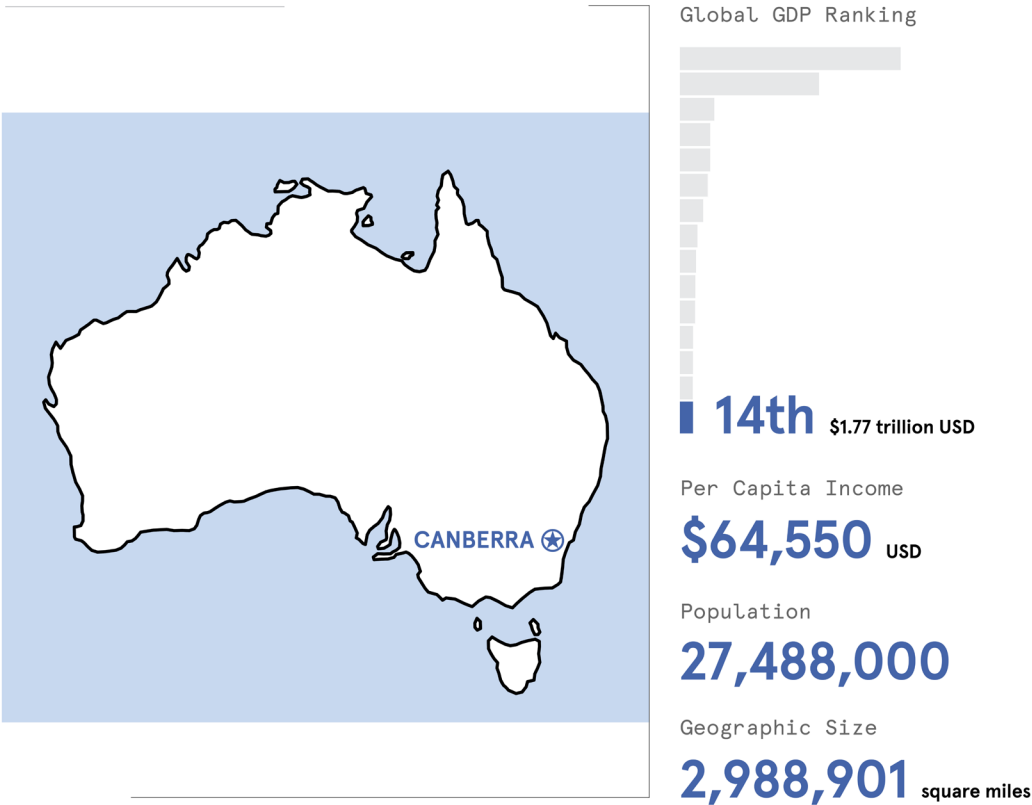 Global GDP Ranking
14th $1.77 trillion USD
Per Capita Income
$64,550 USD
CANBERRA
Population
27,488,000
Geographic Size
2,988,901 square miles